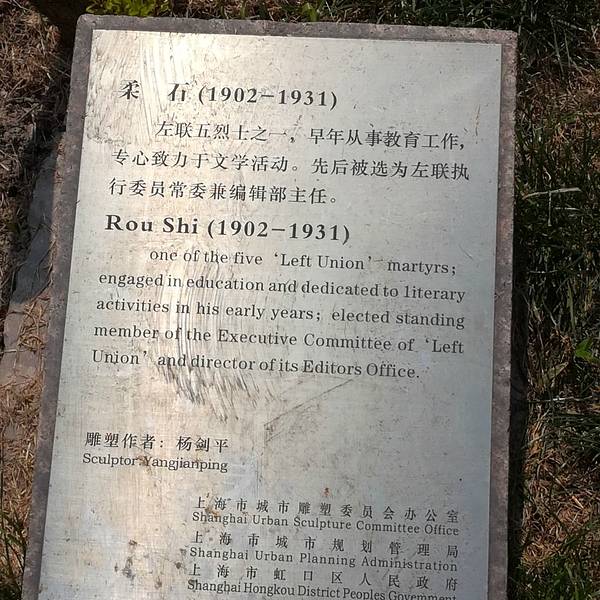 柔 石 (1902-1931)
左联五烈士之一，早年从事教育工作，
专心致力于文学活动。先后被选为左联执
行委员常委兼编辑部主任。
Rou Shi (1902-1931)
one of the five ‘Left Union’ martyrs;
engaged in education and dedicated to literary
activities in his early years; elected standing
member of the Executive Committee of ‘Left
Union’ and director of its Editors Office.
雕塑作者：杨剑平
Sculptor:Yangjianping
上海市城市雕塑委员会办公室
Shanghai Urban Sculpture Committee Office
上海市城市规划管理局
Shanghai Urban Planning Administration
上海市虹口区人民政府
Shanghai Hongkou District Peoples Government